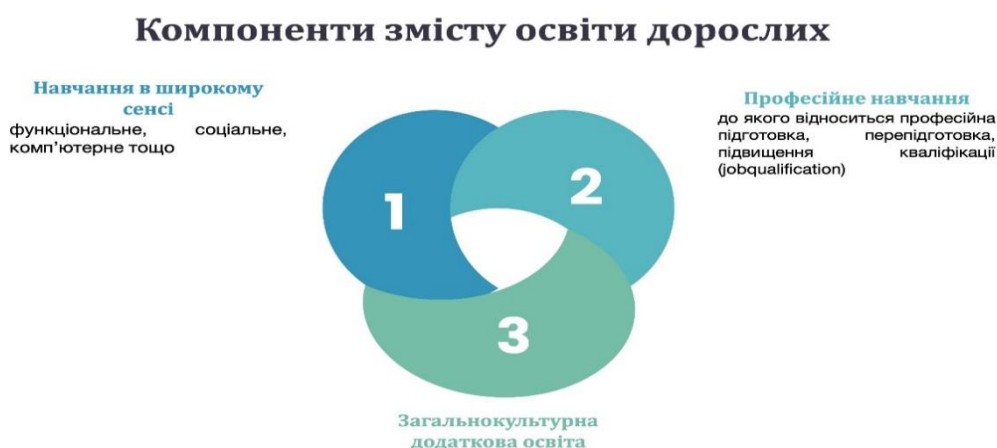 Компоненти змісту освіти дорослих
Навчання в широкому
сенсі
функціональне, соціальне,
комп’ютерне тощо
1
2
3
Професійне навчання
до якого відноситься професійна
підготовка, перепідготовка,
підвищення кваліфікації
(jobqualification)
Загальнокультурна
додаткова освіта